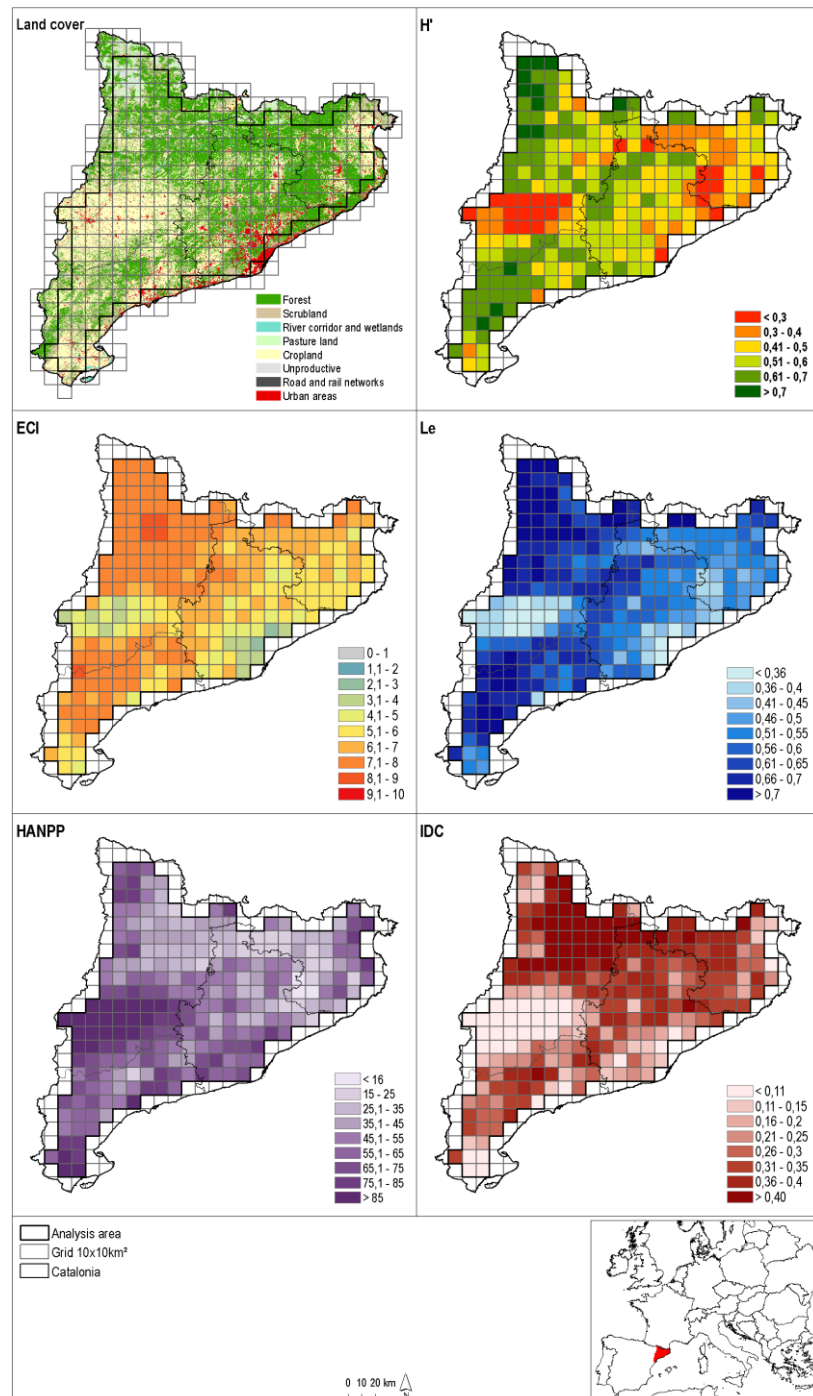 Land cover
Forest
Scrubland
River corridor and wetlands
Pasture land
Cropland
Unproductive
Road and rail networks
Urban areas
H'
< 0,3
0,3 - 0,4
0,41 - 0,5
0,51 - 0,6
0,61 - 0,7
> 0,7
ECI
0 - 1
1,1 - 2
2,1 - 3
3,1 - 4
4,1 - 5
5,1 - 6
6,1 - 7
7,1 - 8
8,1 - 9
9,1 - 10
Le
< 0,36
0,36 - 0,4
0,41 - 0,45
0,46 - 0,5
0,51 - 0,55
0,56 - 0,6
0,61 - 0,65
0,66 - 0,7
> 0,7
HANPP
< 16
15 - 25
25,1 - 35
35,1 - 45
45,1 - 55
55,1 - 65
65,1 - 75
75,1 - 85
> 85
IDC
< 0,11
0,11 - 0,15
0,16 - 0,2
0,21 - 0,25
0,26 - 0,3
0,31 - 0,35
0,36 - 0,4
> 0,40
Analysis area
Grid 10x10km²
Catalonia
0 10 20 km
N